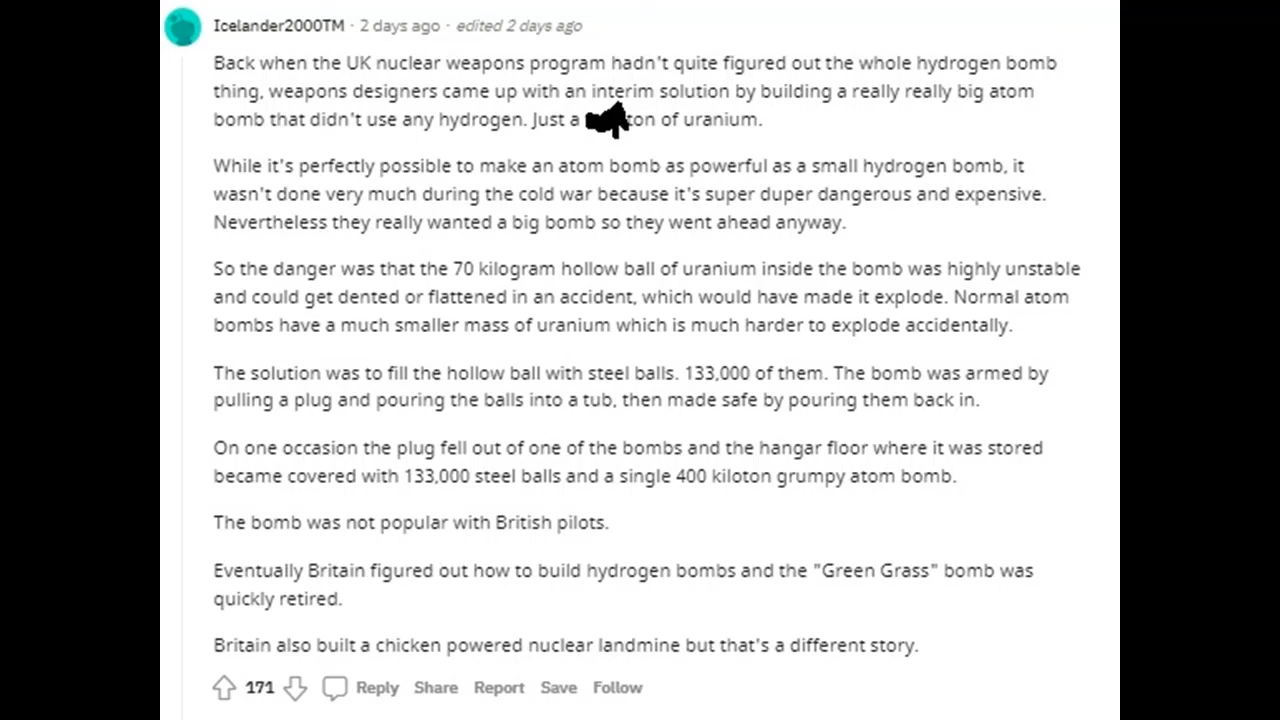 Icelander2000TM · 2 days ago · edited 2 days ago
Back when the UK nuclear weapons program hadn't quite figured out the whole hydrogen bomb
thing, weapons designers came up with an interim solution by building a really really big atom
bomb that didn't use any hydrogen. Just a ton of uranium.
While it's perfectly possible to make an atom bomb as powerful as a small hydrogen bomb, it
wasn't done very much during the cold war because it's super duper dangerous and expensive.
Nevertheless they really wanted a big bomb so they went ahead anyway.
So the danger was that the 70 kilogram hollow ball of uranium inside the bomb was highly unstable
and could get dented or flattened in an accident, which would have made it explode. Normal atom
bombs have a much smaller mass of uranium which is much harder to explode accidentally.
The solution was to fill the hollow ball with steel balls. 133,000 of them. The bomb was armed by
pulling a plug and pouring the balls into a tub, then made safe by pouring them back in.
On one occasion the plug fell out of one of the bombs and the hangar floor where it was stored
became covered with 133,000 steel balls and a single 400 kiloton grumpy atom bomb.
The bomb was not popular with British pilots.
Eventually Britain figured out how to build hydrogen bombs and the "Green Grass" bomb was
quickly retired.
Britain also built a chicken powered nuclear landmine but that's a different story.
171 Reply Share Report Save Follow